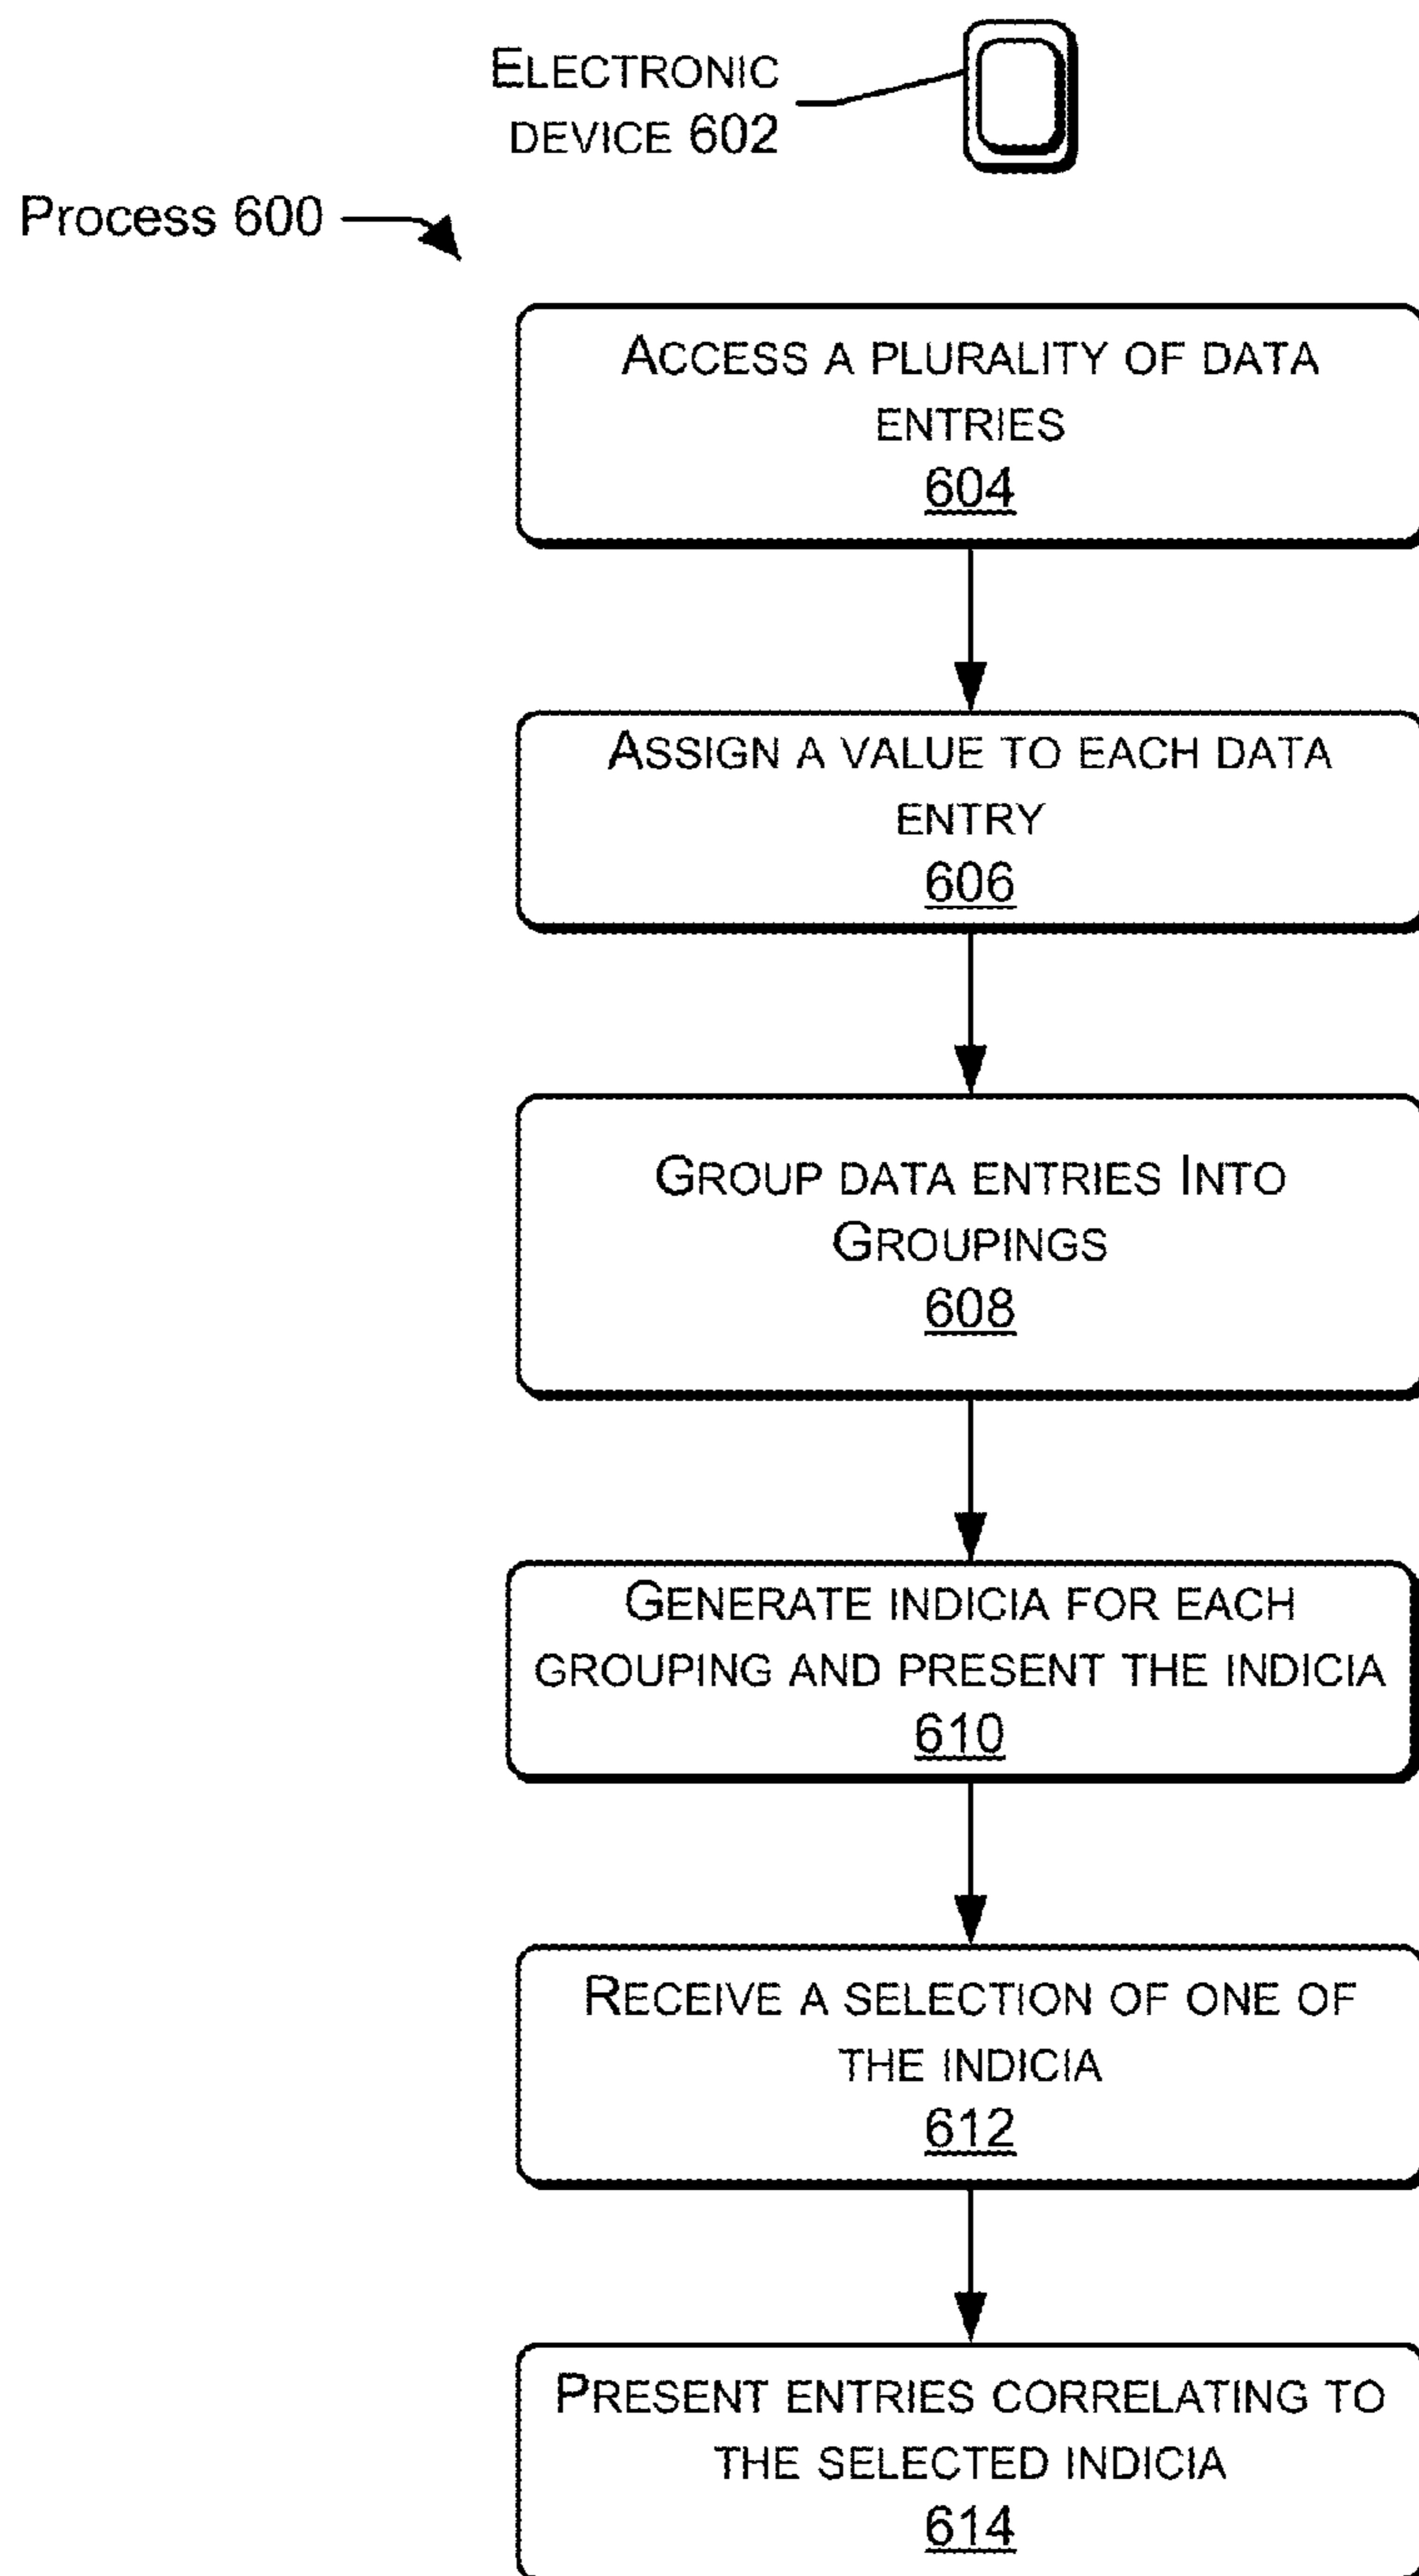 ELECTRONIC
DEVICE 602
Process 600
ACCESS A PLURALITY OF DATA
ENTRIES
604
ASSIGN A VALUE TO EACH DATA
ENTRY
606
GROUP DATA ENTRIES INTO
GROUPINGS
608
GENERATE INDICIA FOR EACH
GROUPING AND PRESENT THE INDICIA
610
RECEIVE A SELECTION OF ONE OF
THE INDICIA
612
PRESENT ENTRIES CORRELATING TO
THE SELECTED INDICIA
614